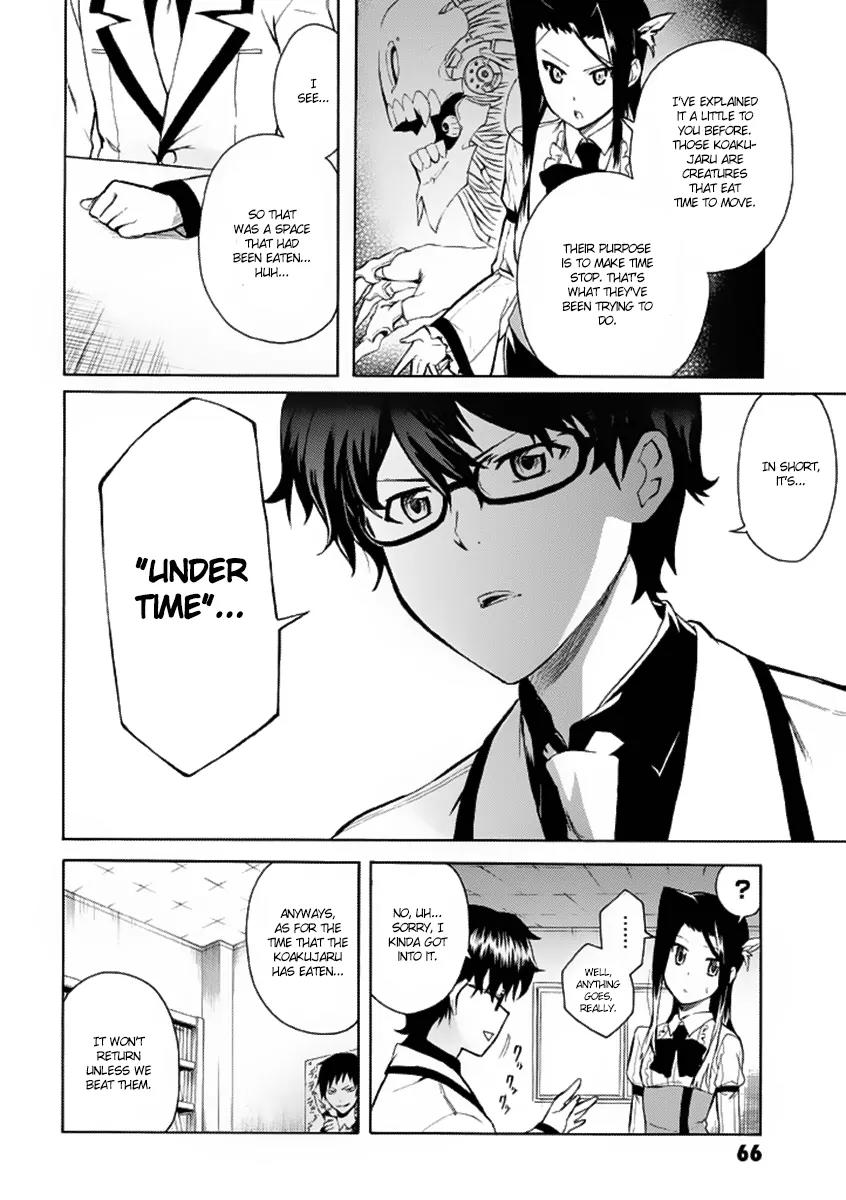 I'VE EXPLAINED
IT A LITTLE TO
YOU BEFORE.
THOSE KOAKU-
JARU ARE
CREATURES
THAT EAT
TIME TO MOVE.
THEIR PURPOSE
IS TO MAKE TIME
STOP. THAT'S
WHAT THEY'VE
BEEN TRYING TO
DO.
I
SEE...
SO THAT
WAS A SPACE
THAT HAD
BEEN EATEN...
HUH...
IN SHORT,
IT'S...
"UNDER
TIME"...
?
......
WELL,
ANYTHING
GOES,
REALLY.
NO, UH...
SORRY, I
KINDA GOT
INTO IT.
ワワワ
ANYWAYS,
AS FOR THE
TIME THAT THE
KOAKUJARU
HAS EATEN...
IT WON'T
RETURN
UNLESS WE
BEAT THEM.
66